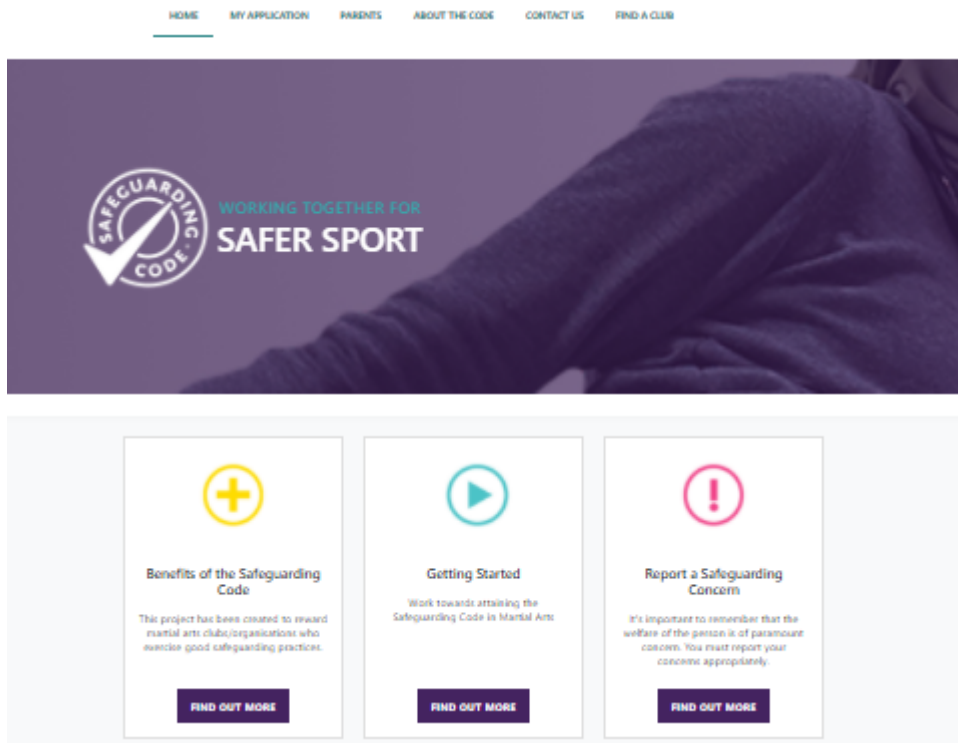 HOME MY APPLICATION PARENTS ABOUT THE CODE CONTACT US FIND A CLUB
SAFEGUARDING CODE
WORKING TOGETHER FOR
SAFER SPORT
Benefits of the Safeguarding
Code
This project has been created to reward
martial arts clubs/organisations who
exercise good safeguarding practices.
FIND OUT MORE
Getting Started
Work towards attaining the
Safeguarding Code in Martial Arts
FIND OUT MORE
Report a Safeguarding
Concern
It's important to remember that the
welfare of the person is of paramount
concern. You must report your
concerns appropriately.
FIND OUT MORE